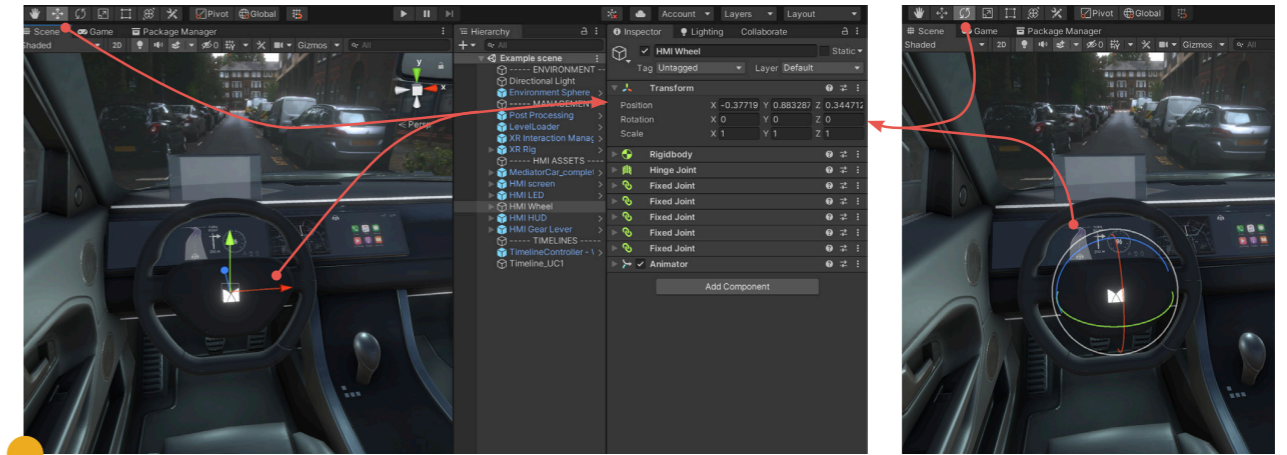 Pivot Global
Account Layers Layout
Scene Game Package Manager
Shaded 2D 0 Gizmos All
y
x
Persp
Hierarchy
All
Example scene
----- ENVIRONMENT --
Directional Light
Environment Sphere
----- MANAGEMEN
Post Processing
LevelLoader
XR Interaction Manag
XR Rig
----- HMI ASSETS ----
MediatorCar_complet
HMI screen
HMI LED
HMI Wheel
HMI HUD
HMI Gear Lever
----- TIMELINES -----
TimelineController - V
Timeline_UC1
Inspector Lighting Collaborate
HMI Wheel Static
Tag Untagged Layer Default
Transform
Position X -0.37719 Y 0.883287 Z 0.344712
Rotation X 0 Y 0 Z 0
Scale X 1 Y 1 Z 1
Rigidbody
Hinge Joint
Fixed Joint
Fixed Joint
Fixed Joint
Fixed Joint
Fixed Joint
Animator
Add Component
Pivot Global
Scene Game Package Manager
Shaded 2D 0 Gizmos All